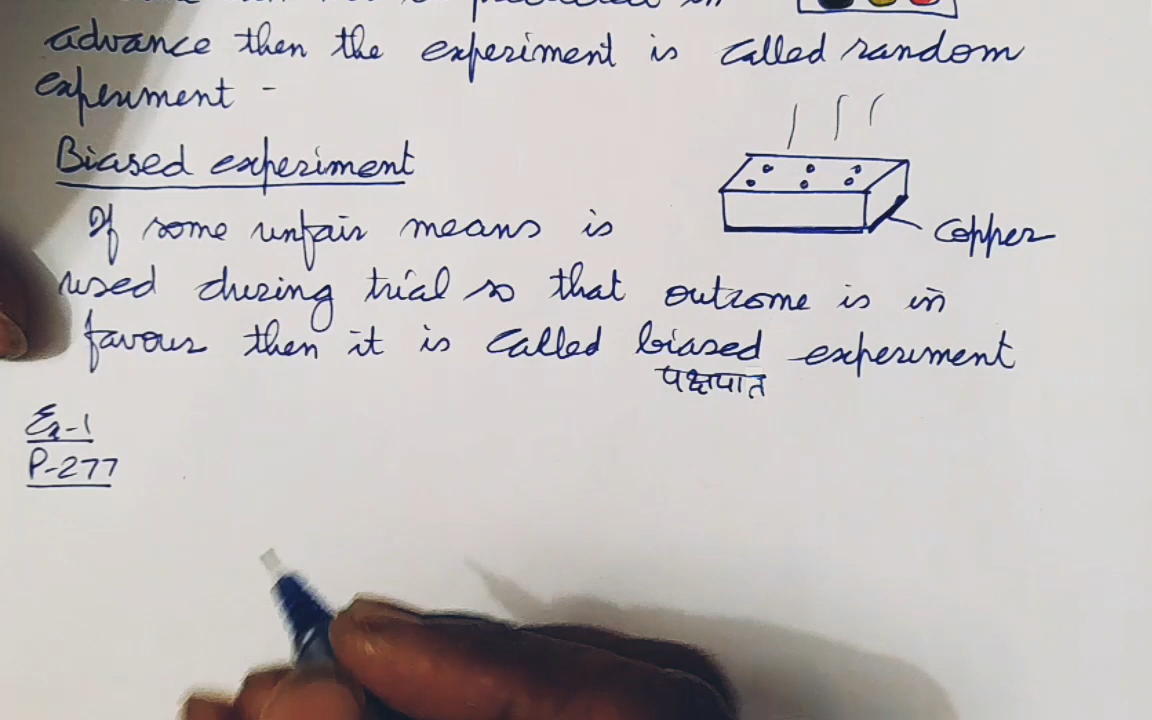 advance then the experiment is called random
experiment -
Biased experiment
If some unfair means is
used during trial so that outcome is in
favour then it is called biased experiment
पक्षपात
copper
Ex-1
P-277